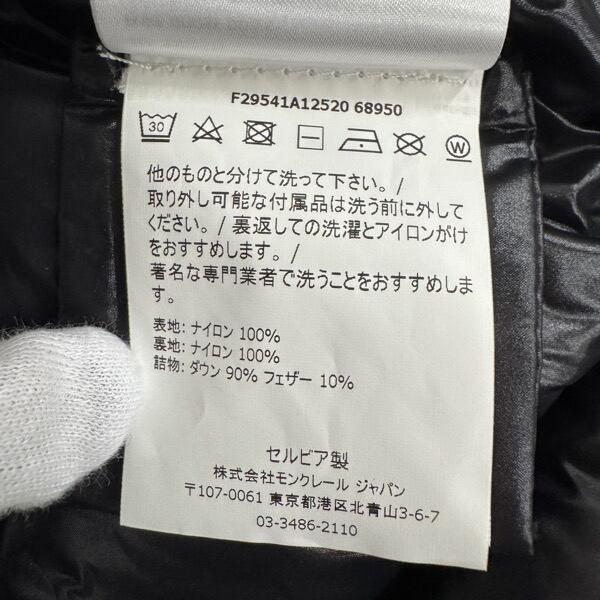 F29541A12520 68950
30
W
他のものと分けて洗って下さい。/
取り外し可能な付属品は洗う前に外して
ください。/ 裏返しての洗濯とアイロンがけ
をおすすめします。/
著名な専門業者で洗うことをおすすめしま
す。
表地: ナイロン 100%
裏地: ナイロン 100%
詰物: ダウン 90% フェザー 10%
セルビア製
株式会社モンクレール ジャパン
〒107-0061 東京都港区北青山3-6-7
03-3486-2110